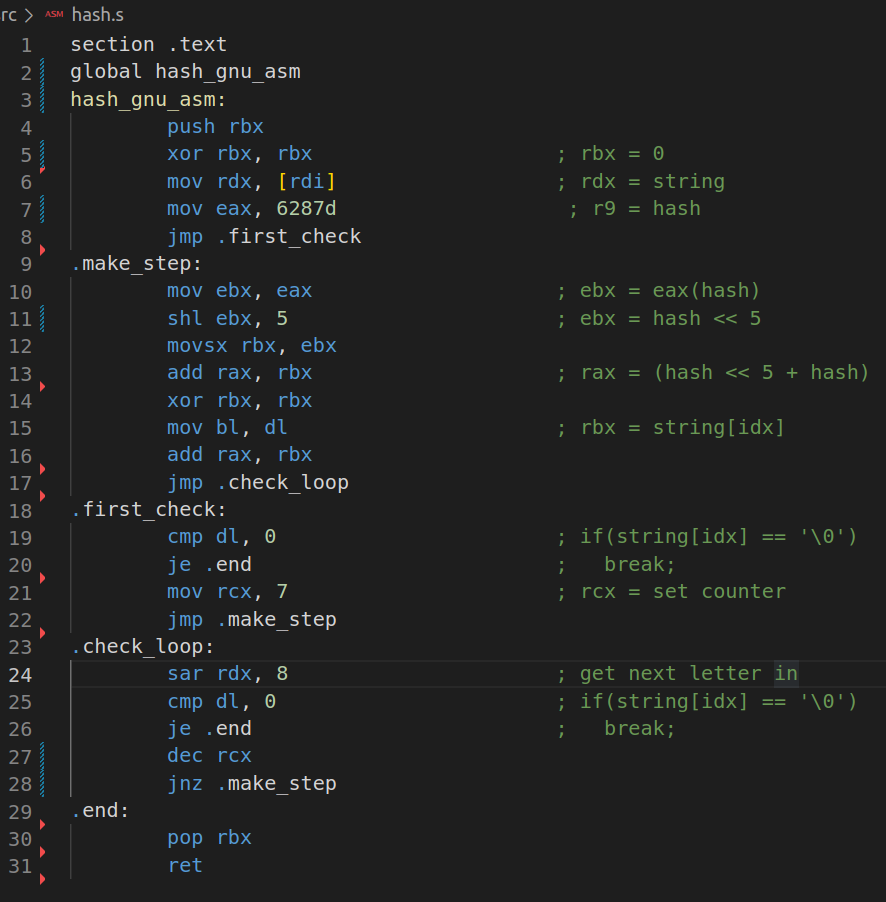 rc > ASM hash.s
1 section .text
2 global hash_gnu_asm
3 hash_gnu_asm:
4 push rbx
5 xor rbx, rbx ; rbx = 0
6 mov rdx, [rdi] ; rdx = string
7 mov eax, 6287d ; r9 = hash
8 jmp .first_check
9 .make_step:
10 mov ebx, eax ; ebx = eax(hash)
11 shl ebx, 5 ; ebx = hash << 5
12 movsx rbx, ebx
13 add rax, rbx ; rax = (hash << 5 + hash)
14 xor rbx, rbx
15 mov bl, dl ; rbx = string[idx]
16 add rax, rbx
17 jmp .check_loop
18 .first_check:
19 cmp dl, 0 ; if(string[idx] == '\0')
20 je .end ; break;
21 mov rcx, 7 ; rcx = set counter
22 jmp .make_step
23 .check_loop:
24 sar rdx, 8 ; get next letter in
25 cmp dl, 0 ; if(string[idx] == '\0')
26 je .end ; break;
27 dec rcx
28 jnz .make_step
29 .end:
30 pop rbx
31 ret